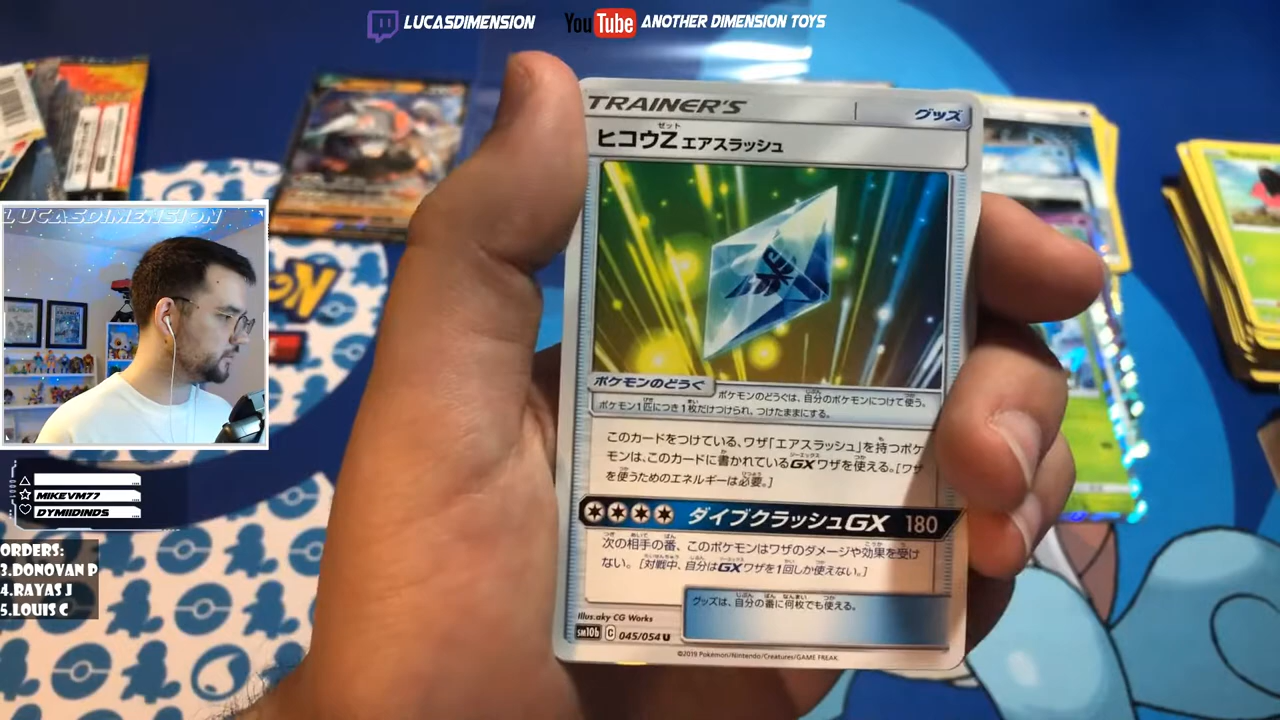 LUCASDIMENSION
YouTube ANOTHER DIMENSION TOYS
TRAINER'S
グッズ
ゼット
ヒコウZ エアスラッシュ
ポケモンのどうぐ
ポケモンのどうぐは、自分のポケモンにつけて使う。
ポケモン1匹につき1枚だけつけられ、つけたままにする。
このカードをつけている、ワザ「エアスラッシュ」を持つポケ
モンは、このカードに書かれているGXワザを使える。[ワザ
を使うためのエネルギーは必要。]
ダイブクラッシュGX 180
次の相手の番、このポケモンはワザのダメージや効果を受け
ない。[対戦中、自分はGXワザを1回しか使えない。]
グッズは、自分の番に何枚でも使える。
Illus.aky CG Works
sm10b C 045/054 U
©2019 Pokémon/Nintendo/Creatures/GAME FREAK
LUCASDIMENSION
MIKEVM77
DYMIIDINDS
ORDERS:
3.DONOVAN P
4.RAYAS J
5.LOUIS C